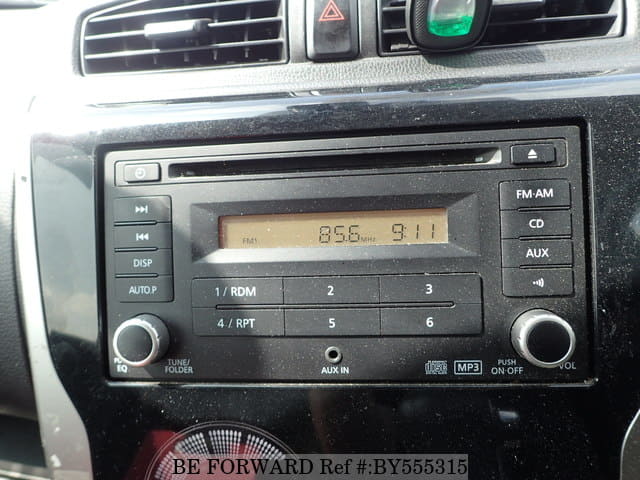 FM·AM
DISP
CD
AUTO.P
AUX
FM1 85.6 MHz 9:11
1 / RDM 2 3
4 / RPT 5 6
EQ
TUNE/
FOLDER
AUX IN
MP3
PUSH
ON·OFF
VOL
BE FORWARD Ref #:BY555315